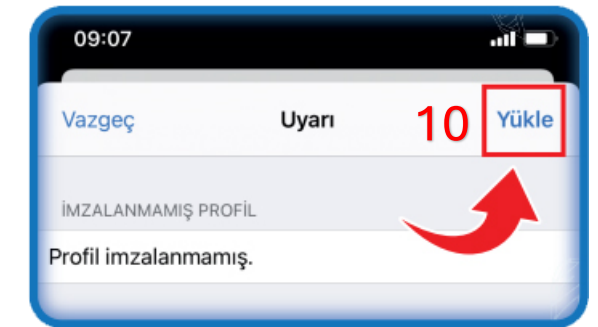 09:07
Vazgeç Uyarı 10 Yükle
İMZALANMAMIŞ PROFİL
Profil imzalanmamış.